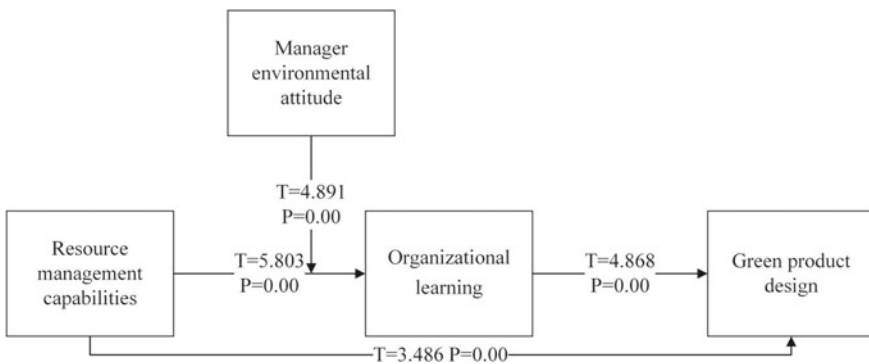 Manager
environmental
attitude
T=4.891
P=0.00
Resource
management
capabilities
T=5.803
P=0.00
Organizational
learning
T=4.868
P=0.00
Green product
design
T=3.486 P=0.00